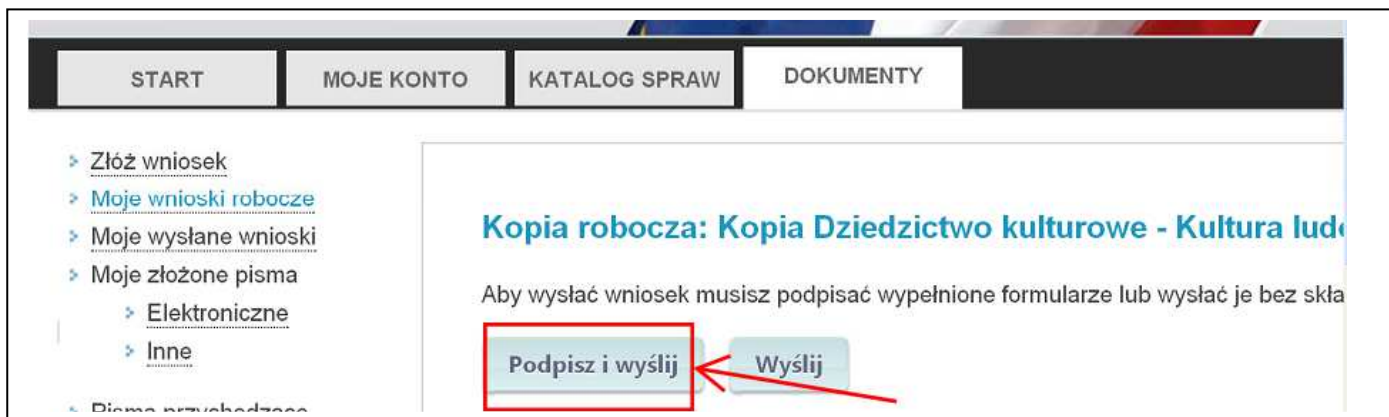 START MOJE KONTO KATALOG SPRAW DOKUMENTY
Złóż wniosek
Moje wnioski robocze
Moje wysłane wnioski
Moje złożone pisma
Elektroniczne
Inne
Pisma przychodzące
Kopia robocza: Kopia Dziedzictwo kulturowe - Kultura
Aby wysłać wniosek musisz podpisać wypełnione formularze lub wysłać je bez
Podpisz i wyślij Wyślij